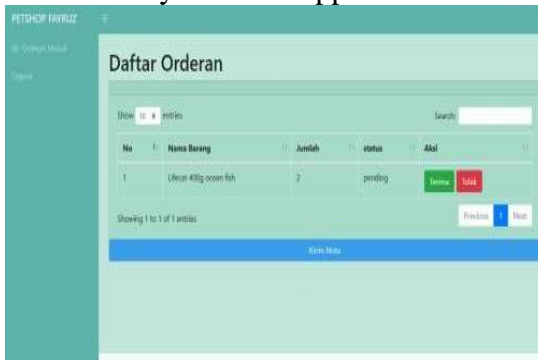 PETSHOP FAYRUZ
Orderan Masuk
Logout
Daftar Orderan
Show 10 entries Search:
No Nama Barang Jumlah status Aksi
1 Lifecat 400g ocean fish 2 pending Terima Tolak
Showing 1 to 1 of 1 entries Previous 1 Next
Kirim Nota